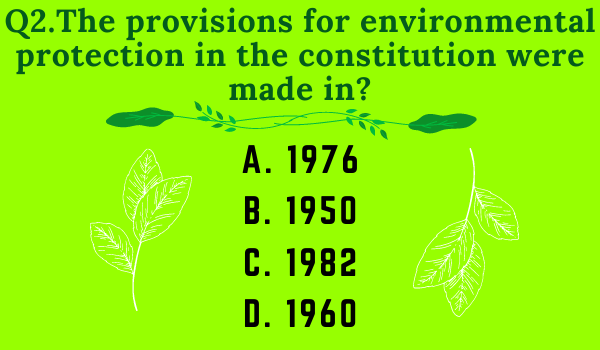 Q2.The provisions for environmental
protection in the constitution were
made in?
A. 1976
B. 1950
C. 1982
D. 1960